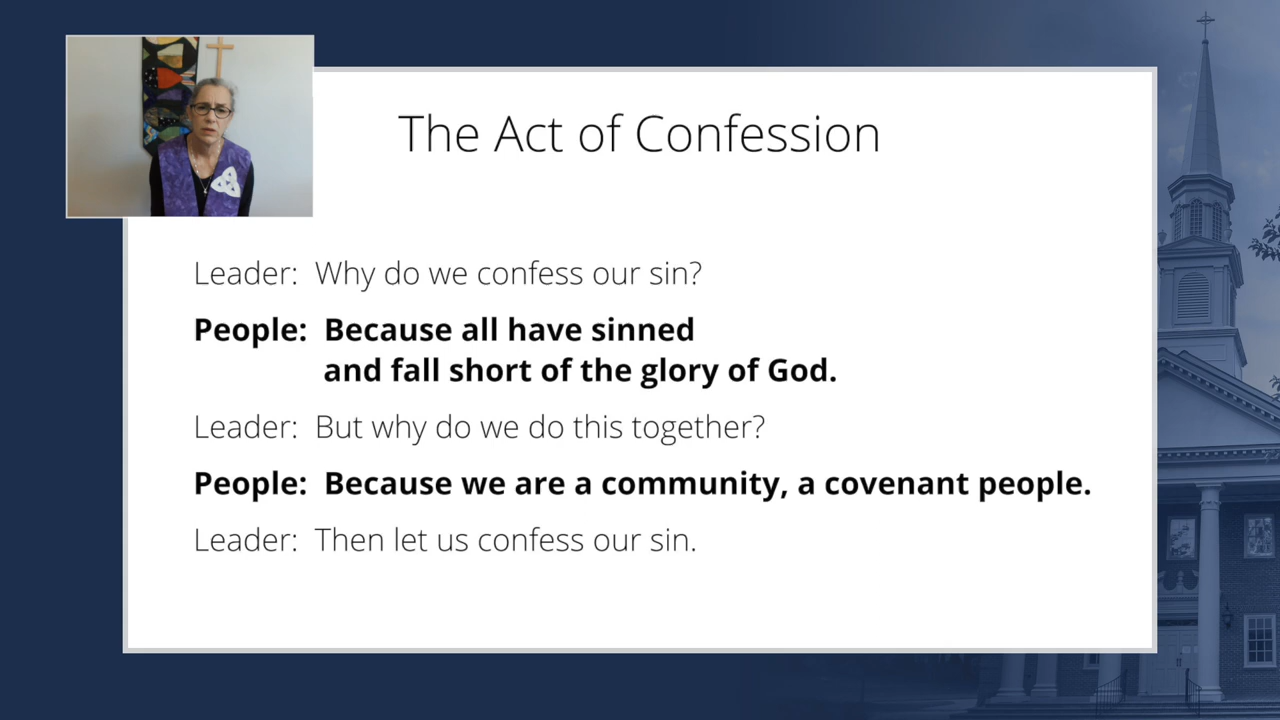 The Act of Confession
Leader: Why do we confess our sin?
People: Because all have sinned
and fall short of the glory of God.
Leader: But why do we do this together?
People: Because we are a community, a covenant people.
Leader: Then let us confess our sin.